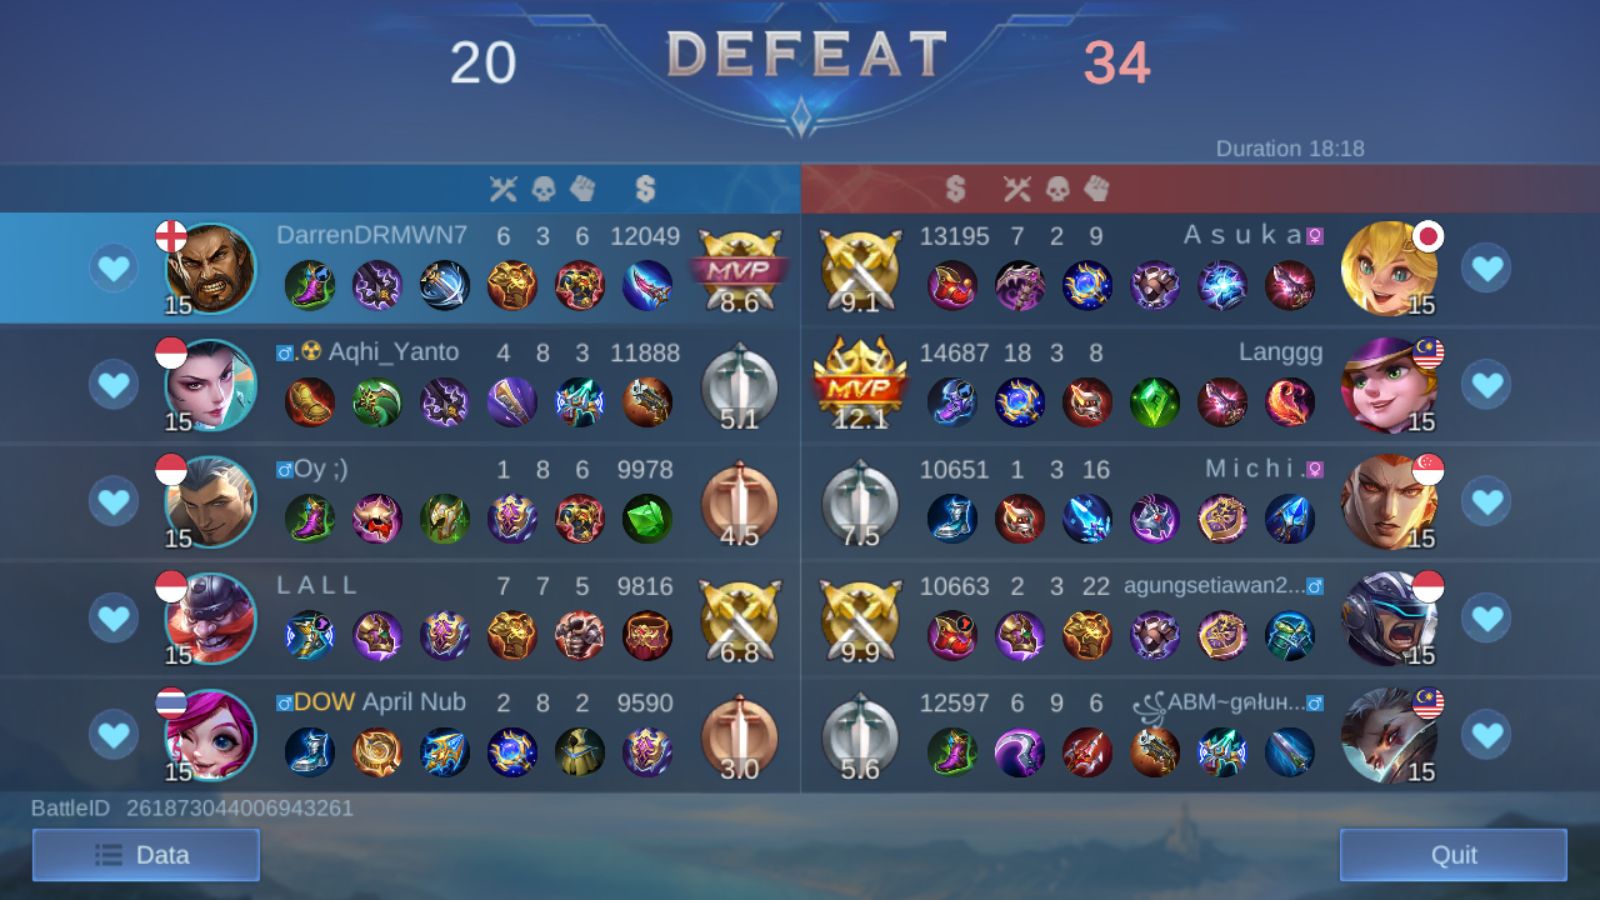 20 DEFEAT 34
Duration 18:18
DarrenDRMWN7 6 3 6 12049 MVP 8.6 15
9.1 13195 7 2 9 A s u k a 15
Aqhi_Yanto 4 8 3 11888 5.1 15
MVP 12.1 14687 18 3 8 Langgg 15
Oy ;) 1 8 6 9978 4.5 15
7.5 10651 1 3 16 M i c h i . 15
L A L L 7 7 5 9816 6.8 15
9.9 10663 2 3 22 agungsetiawan2... 15
DOW April Nub 2 8 2 9590 3.0 15
5.6 12597 6 9 6 15
BattleID 261873044006943261
Data
Quit